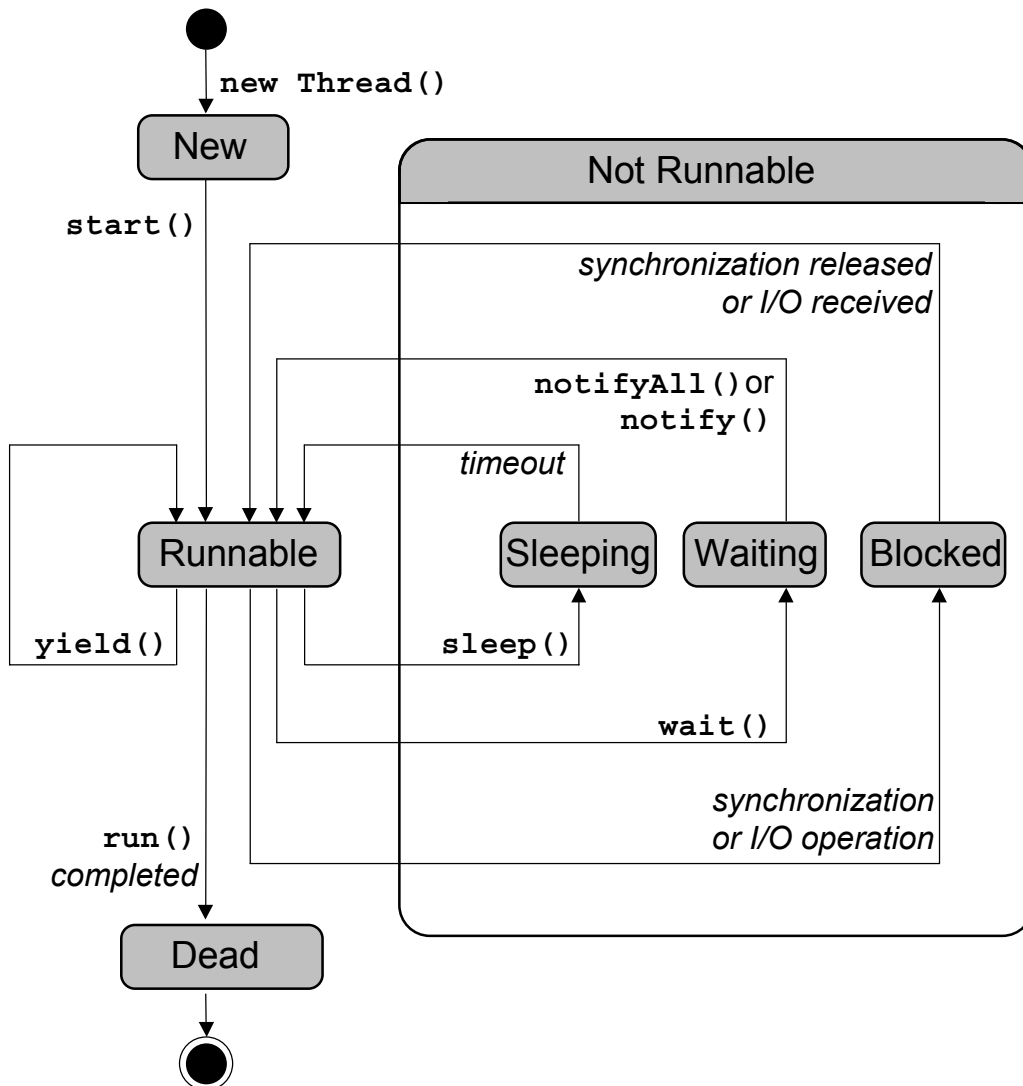 new Thread()
New
Not Runnable
start()
synchronization released
or I/O received
notifyAll() or
notify()
timeout
Runnable
Sleeping
Waiting
Blocked
yield()
sleep()
wait()
synchronization
or I/O operation
run()
completed
Dead